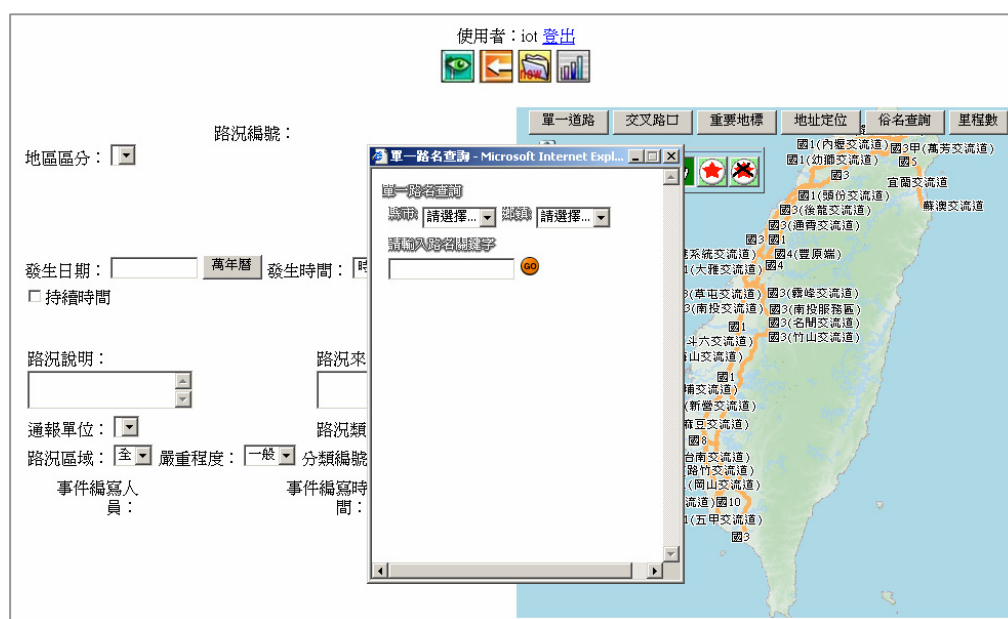 使用者：iot 登出
now
單一道路 交叉路口 重要地標 地址定位 俗名查詢 里程數
路況編號：
地區區分：
單一路名查詢 - Microsoft Internet Expl...
單一路名查詢
縣市: 請選擇... 鄉鎮: 請選擇...
請輸入路名關鍵字
GO
發生日期： 萬年曆 發生時間： 時
持續時間
路況說明： 路況來
通報單位： 路況類
路況區域： 全 嚴重程度： 一般 分類編號
事件編寫人員： 事件編寫時間：
國1(內壢交流道) 國3甲(萬芳交流道)
國1(幼獅交流道) 國5
國3 宜蘭交流道
國1(頭份交流道) 蘇澳交流道
國3(後龍交流道)
國3(通霄交流道)
國3 國1
系統交流道) 國4(豐原端)
1(大雅交流道) 國4
3(草屯交流道) 國3(霧峰交流道)
3(南投交流道) 國3(南投服務區)
國1 國3(名間交流道)
斗六交流道) 國3(竹山交流道)
山交流道)
國1
埔交流道)
(新營交流道)
麻豆交流道)
國8
台南交流道)
路竹交流道)
(岡山交流道)
流道)國10
1(五甲交流道)
國3